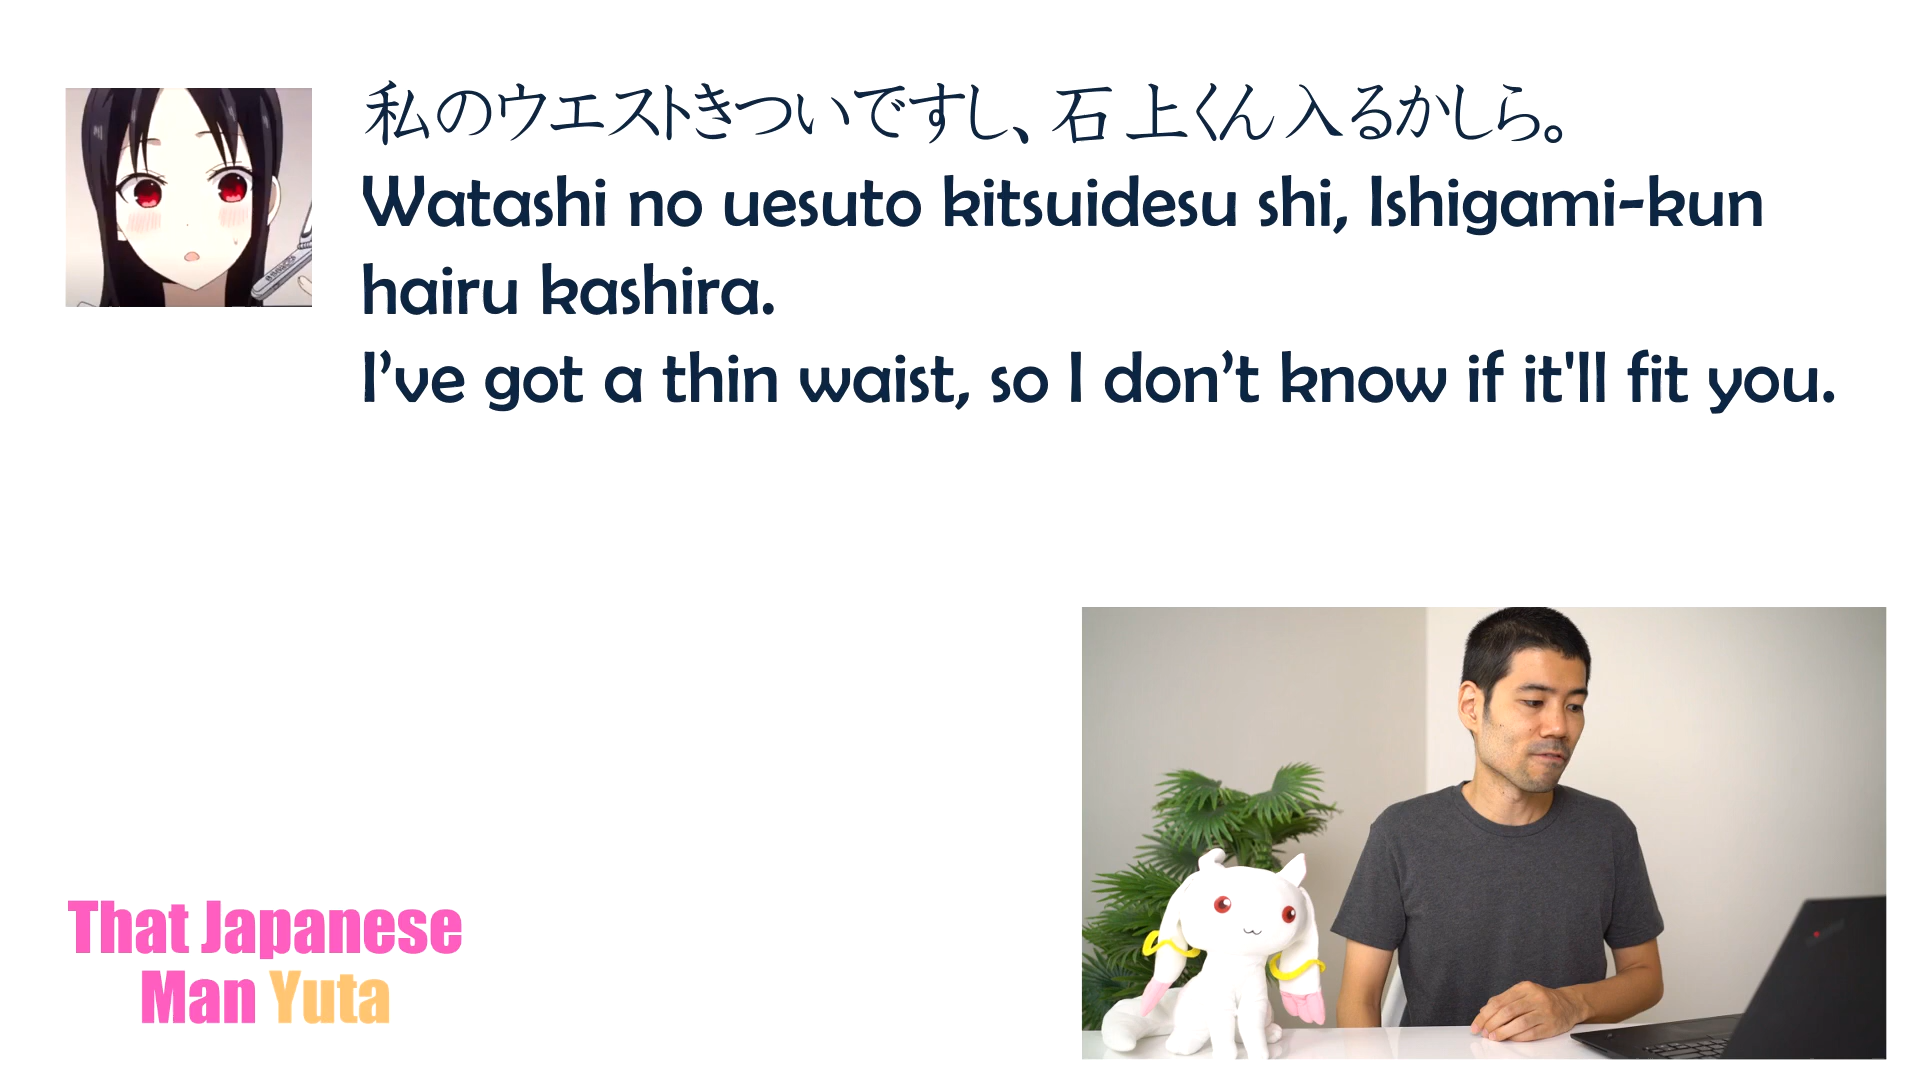 私のウエストきついですし、石上くん入るかしら。
Watashi no uesuto kitsuidesu shi, Ishigami-kun
hairu kashira.
I’ve got a thin waist, so I don’t know if it'll fit you.
That Japanese
Man Yuta